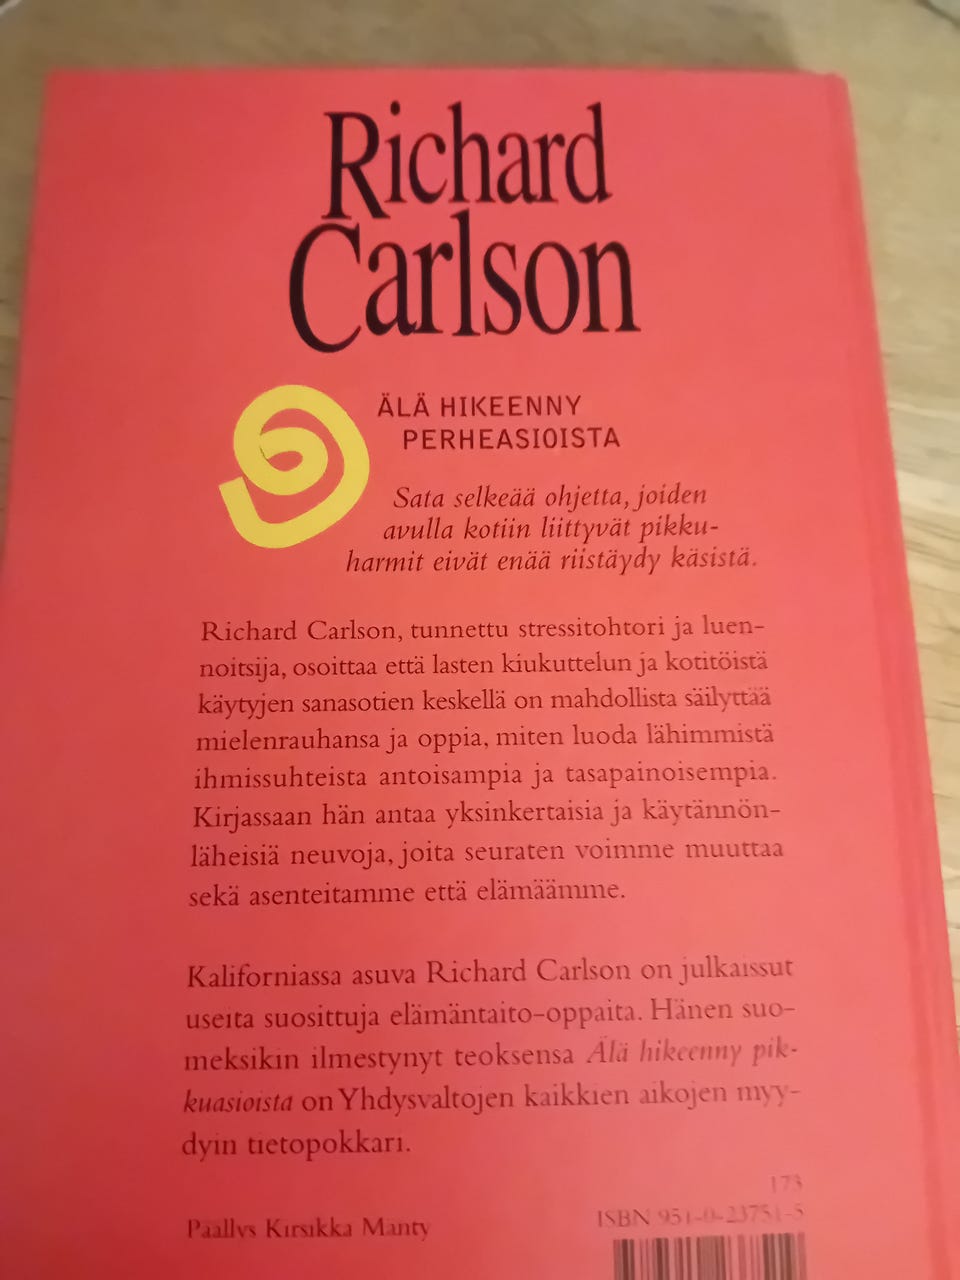 Richard
Carlson
ÄLÄ HIKEENNY
PERHEASIOISTA
Sata selkeää ohjetta, joiden
avulla kotiin liittyvät pikku-
harmit eivät enää riistäydy käsistä.
Richard Carlson, tunnettu stressitohtori ja luen-
noitsija, osoittaa että lasten kiukuttelun ja kotitöistä
käytyjen sanasotien keskellä on mahdollista säilyttää
mielenrauhansa ja oppia, miten luoda lähimmistä
ihmissuhteista antoisampia ja tasapainoisempia.
Kirjassaan hän antaa yksinkertaisia ja käytännön-
läheisiä neuvoja, joita seuraten voimme muuttaa
sekä asenteitamme että elämäämme.
Kaliforniassa asuva Richard Carlson on julkaissut
useita suosittuja elämäntaito-oppaita. Hänen suo-
meksikin ilmestynyt teoksensa Älä hikeenny pik-
kuasioista on Yhdysvaltojen kaikkien aikojen myy-
dyin tietopokkari.
173
Päällys Kirsikka Mänty
ISBN 951-0-23751-5